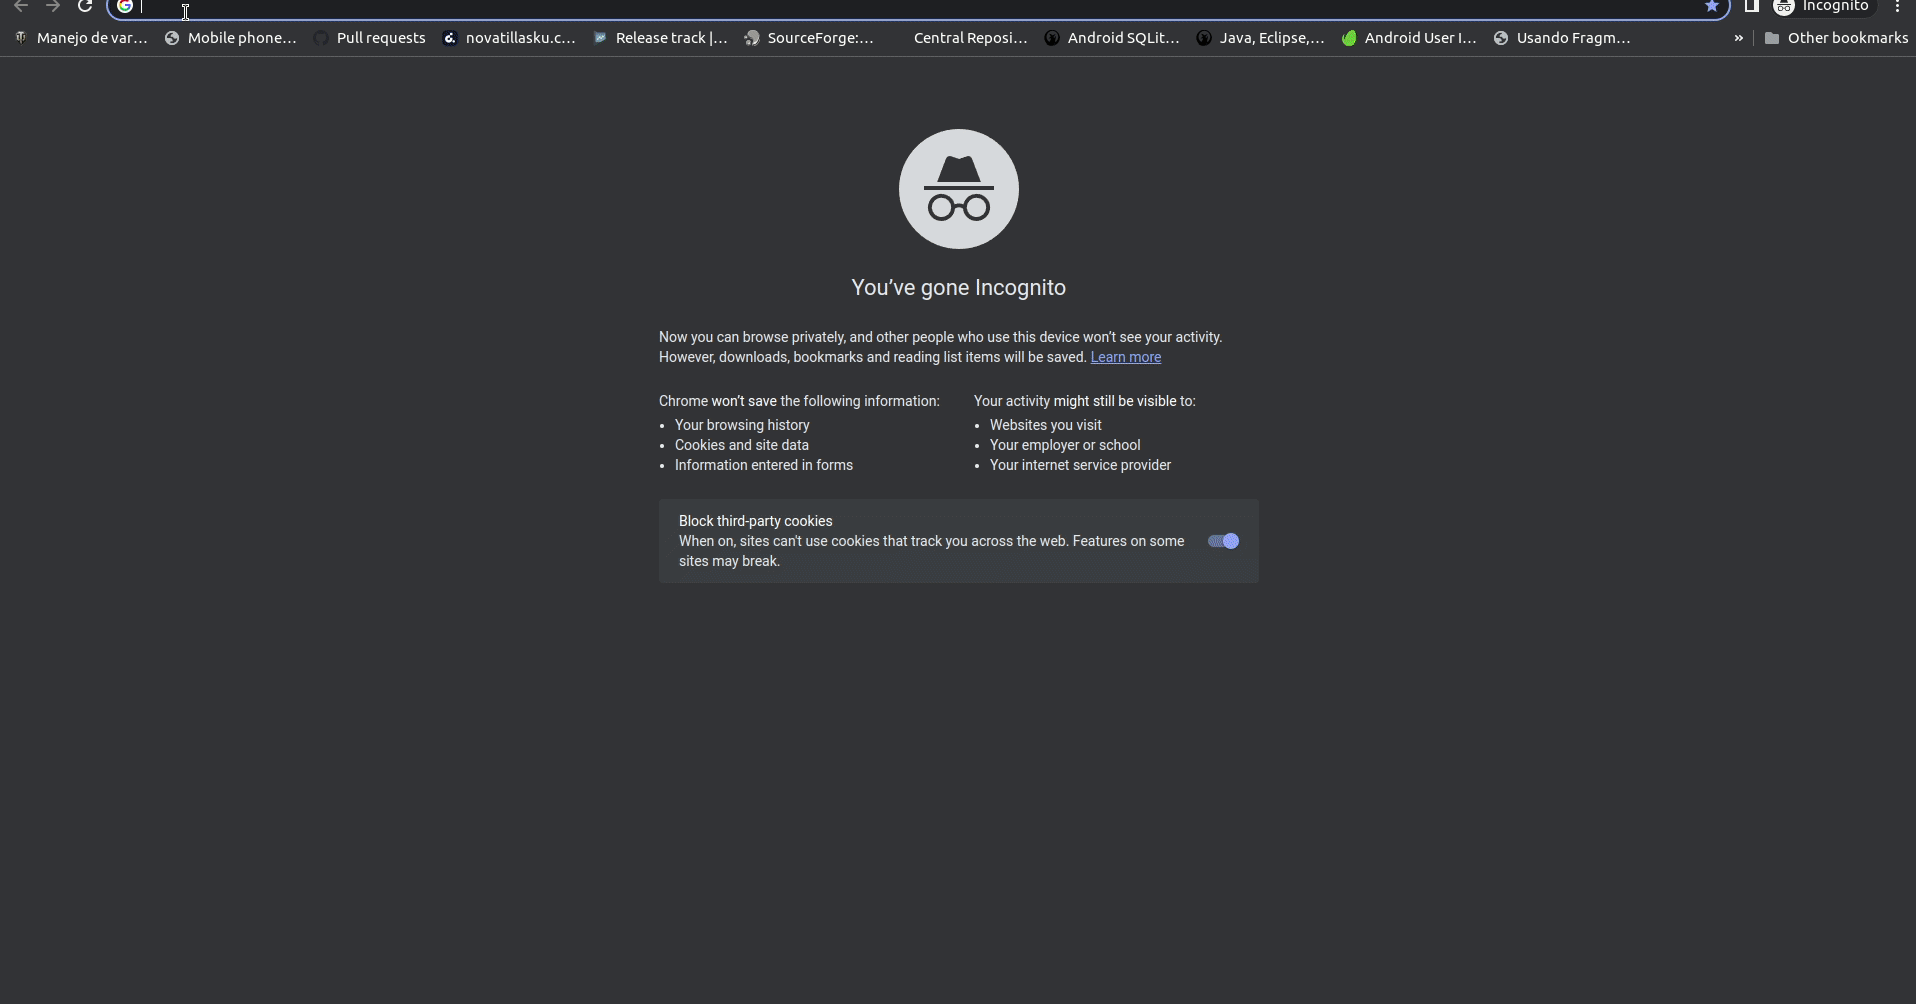 Incognito
Manejo de var...
Mobile phone...
Pull requests
novatillasku.c...
Release track |...
SourceForge:...
Central Reposi...
Android SQLit...
Java, Eclipse,...
Android User I...
Usando Fragm...
»
Other bookmarks
You’ve gone Incognito
Now you can browse privately, and other people who use this device won’t see your activity.
However, downloads, bookmarks and reading list items will be saved. Learn more
Chrome won’t save the following information:
• Your browsing history
• Cookies and site data
• Information entered in forms
Your activity might still be visible to:
• Websites you visit
• Your employer or school
• Your internet service provider
Block third-party cookies
When on, sites can't use cookies that track you across the web. Features on some
sites may break.